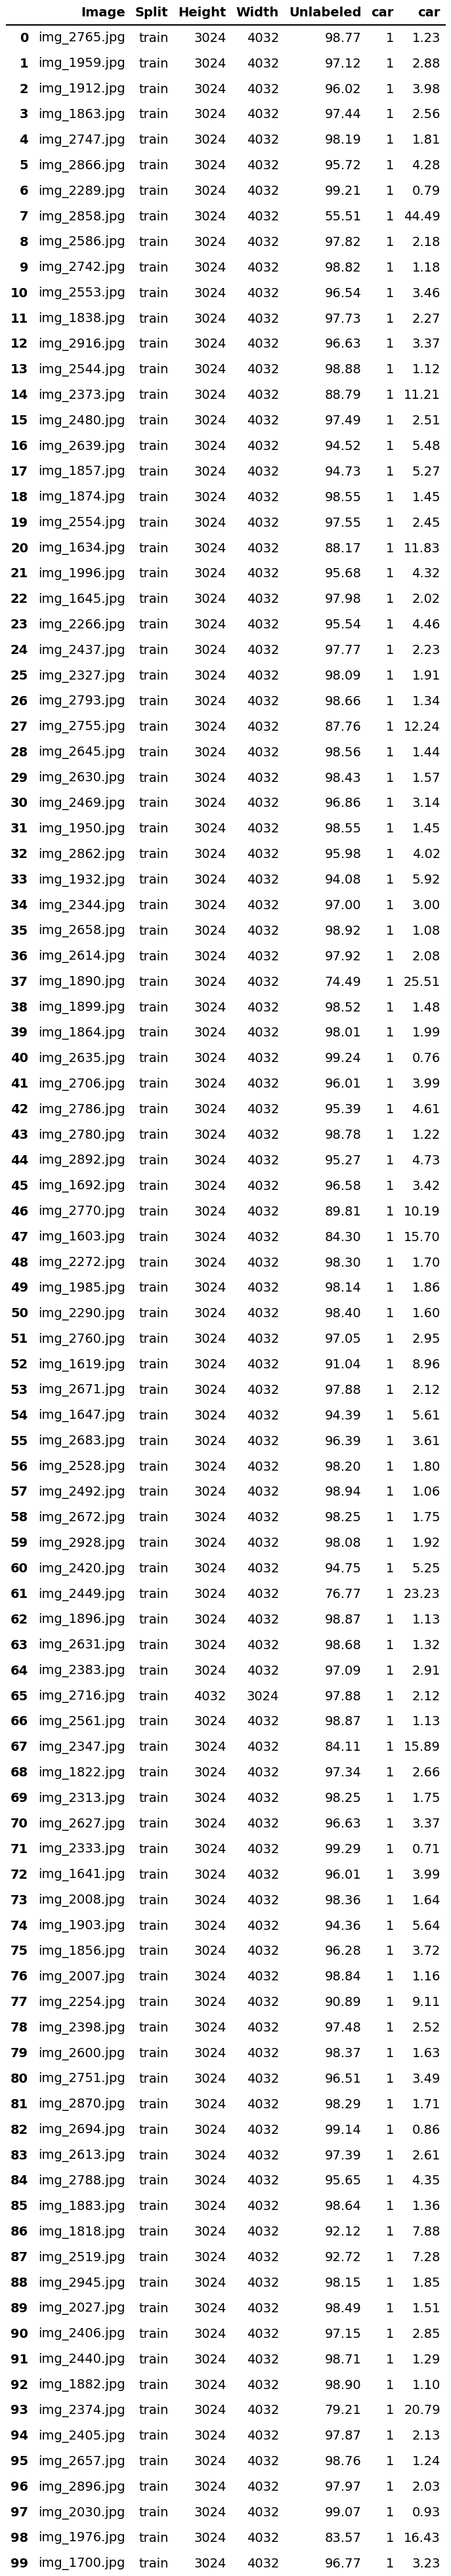 Image Split Height Width Unlabeled car car
0 img_2765.jpg train 3024 4032 98.77 1 1.23
1 img_1959.jpg train 3024 4032 97.12 1 2.88
2 img_1912.jpg train 3024 4032 96.02 1 3.98
3 img_1863.jpg train 3024 4032 97.44 1 2.56
4 img_2747.jpg train 3024 4032 98.19 1 1.81
5 img_2866.jpg train 3024 4032 95.72 1 4.28
6 img_2289.jpg train 3024 4032 99.21 1 0.79
7 img_2858.jpg train 3024 4032 55.51 1 44.49
8 img_2586.jpg train 3024 4032 97.82 1 2.18
9 img_2742.jpg train 3024 4032 98.82 1 1.18
10 img_2553.jpg train 3024 4032 96.54 1 3.46
11 img_1838.jpg train 3024 4032 97.73 1 2.27
12 img_2916.jpg train 3024 4032 96.63 1 3.37
13 img_2544.jpg train 3024 4032 98.88 1 1.12
14 img_2373.jpg train 3024 4032 88.79 1 11.21
15 img_2480.jpg train 3024 4032 97.49 1 2.51
16 img_2639.jpg train 3024 4032 94.52 1 5.48
17 img_1857.jpg train 3024 4032 94.73 1 5.27
18 img_1874.jpg train 3024 4032 98.55 1 1.45
19 img_2554.jpg train 3024 4032 97.55 1 2.45
20 img_1634.jpg train 3024 4032 88.17 1 11.83
21 img_1996.jpg train 3024 4032 95.68 1 4.32
22 img_1645.jpg train 3024 4032 97.98 1 2.02
23 img_2266.jpg train 3024 4032 95.54 1 4.46
24 img_2437.jpg train 3024 4032 97.77 1 2.23
25 img_2327.jpg train 3024 4032 98.09 1 1.91
26 img_2793.jpg train 3024 4032 98.66 1 1.34
27 img_2755.jpg train 3024 4032 87.76 1 12.24
28 img_2645.jpg train 3024 4032 98.56 1 1.44
29 img_2630.jpg train 3024 4032 98.43 1 1.57
30 img_2469.jpg train 3024 4032 96.86 1 3.14
31 img_1950.jpg train 3024 4032 98.55 1 1.45
32 img_2862.jpg train 3024 4032 95.98 1 4.02
33 img_1932.jpg train 3024 4032 94.08 1 5.92
34 img_2344.jpg train 3024 4032 97.00 1 3.00
35 img_2658.jpg train 3024 4032 98.92 1 1.08
36 img_2614.jpg train 3024 4032 97.92 1 2.08
37 img_1890.jpg train 3024 4032 74.49 1 25.51
38 img_1899.jpg train 3024 4032 98.52 1 1.48
39 img_1864.jpg train 3024 4032 98.01 1 1.99
40 img_2635.jpg train 3024 4032 99.24 1 0.76
41 img_2706.jpg train 3024 4032 96.01 1 3.99
42 img_2786.jpg train 3024 4032 95.39 1 4.61
43 img_2780.jpg train 3024 4032 98.78 1 1.22
44 img_2892.jpg train 3024 4032 95.27 1 4.73
45 img_1692.jpg train 3024 4032 96.58 1 3.42
46 img_2770.jpg train 3024 4032 89.81 1 10.19
47 img_1603.jpg train 3024 4032 84.30 1 15.70
48 img_2272.jpg train 3024 4032 98.30 1 1.70
49 img_1985.jpg train 3024 4032 98.14 1 1.86
50 img_2290.jpg train 3024 4032 98.40 1 1.60
51 img_2760.jpg train 3024 4032 97.05 1 2.95
52 img_1619.jpg train 3024 4032 91.04 1 8.96
53 img_2671.jpg train 3024 4032 97.88 1 2.12
54 img_1647.jpg train 3024 4032 94.39 1 5.61
55 img_2683.jpg train 3024 4032 96.39 1 3.61
56 img_2528.jpg train 3024 4032 98.20 1 1.80
57 img_2492.jpg train 3024 4032 98.94 1 1.06
58 img_2672.jpg train 3024 4032 98.25 1 1.75
59 img_2928.jpg train 3024 4032 98.08 1 1.92
60 img_2420.jpg train 3024 4032 94.75 1 5.25
61 img_2449.jpg train 3024 4032 76.77 1 23.23
62 img_1896.jpg train 3024 4032 98.87 1 1.13
63 img_2631.jpg train 3024 4032 98.68 1 1.32
64 img_2383.jpg train 3024 4032 97.09 1 2.91
65 img_2716.jpg train 4032 3024 97.88 1 2.12
66 img_2561.jpg train 3024 4032 98.87 1 1.13
67 img_2347.jpg train 3024 4032 84.11 1 15.89
68 img_1822.jpg train 3024 4032 97.34 1 2.66
69 img_2313.jpg train 3024 4032 98.25 1 1.75
70 img_2627.jpg train 3024 4032 96.63 1 3.37
71 img_2333.jpg train 3024 4032 99.29 1 0.71
72 img_1641.jpg train 3024 4032 96.01 1 3.99
73 img_2008.jpg train 3024 4032 98.36 1 1.64
74 img_1903.jpg train 3024 4032 94.36 1 5.64
75 img_1856.jpg train 3024 4032 96.28 1 3.72
76 img_2007.jpg train 3024 4032 98.84 1 1.16
77 img_2254.jpg train 3024 4032 90.89 1 9.11
78 img_2398.jpg train 3024 4032 97.48 1 2.52
79 img_2600.jpg train 3024 4032 98.37 1 1.63
80 img_2751.jpg train 3024 4032 96.51 1 3.49
81 img_2870.jpg train 3024 4032 98.29 1 1.71
82 img_2694.jpg train 3024 4032 99.14 1 0.86
83 img_2613.jpg train 3024 4032 97.39 1 2.61
84 img_2788.jpg train 3024 4032 95.65 1 4.35
85 img_1883.jpg train 3024 4032 98.64 1 1.36
86 img_1818.jpg train 3024 4032 92.12 1 7.88
87 img_2519.jpg train 3024 4032 92.72 1 7.28
88 img_2945.jpg train 3024 4032 98.15 1 1.85
89 img_2027.jpg train 3024 4032 98.49 1 1.51
90 img_2406.jpg train 3024 4032 97.15 1 2.85
91 img_2440.jpg train 3024 4032 98.71 1 1.29
92 img_1882.jpg train 3024 4032 98.90 1 1.10
93 img_2374.jpg train 3024 4032 79.21 1 20.79
94 img_2405.jpg train 3024 4032 97.87 1 2.13
95 img_2657.jpg train 3024 4032 98.76 1 1.24
96 img_2896.jpg train 3024 4032 97.97 1 2.03
97 img_2030.jpg train 3024 4032 99.07 1 0.93
98 img_1976.jpg train 3024 4032 83.57 1 16.43
99 img_1700.jpg train 3024 4032 96.77 1 3.23